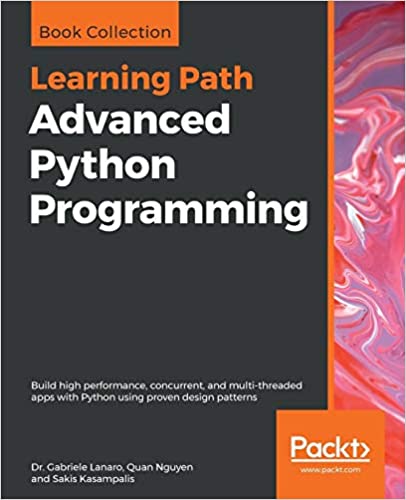 Book Collection
Learning Path
Advanced
Python
Programming
Build high performance, concurrent, and multi-threaded
apps with Python using proven design patterns
Dr. Gabriele Lanaro, Quan Nguyen
and Sakis Kasampalis
Packt>
www.packt.com